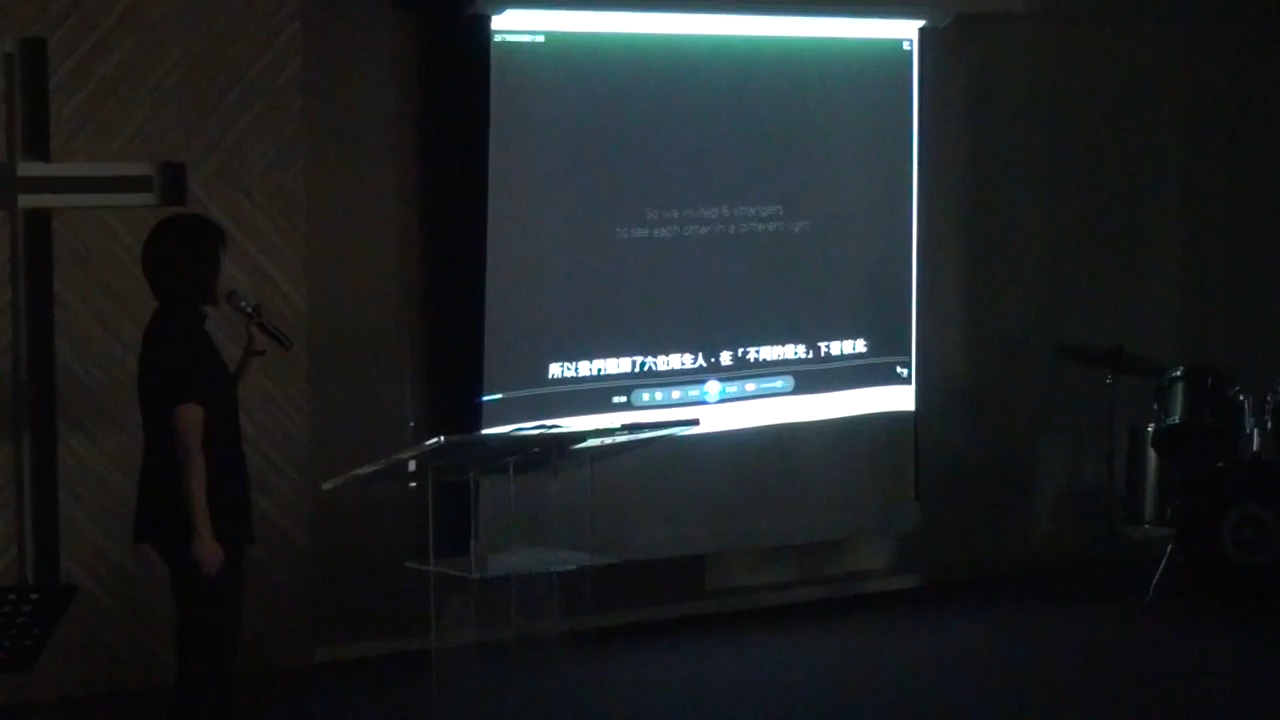 So we invited 6 strangers
to see each other in a different light
所以我們邀請了六位陌生人，在「不同的燈光」下看彼此